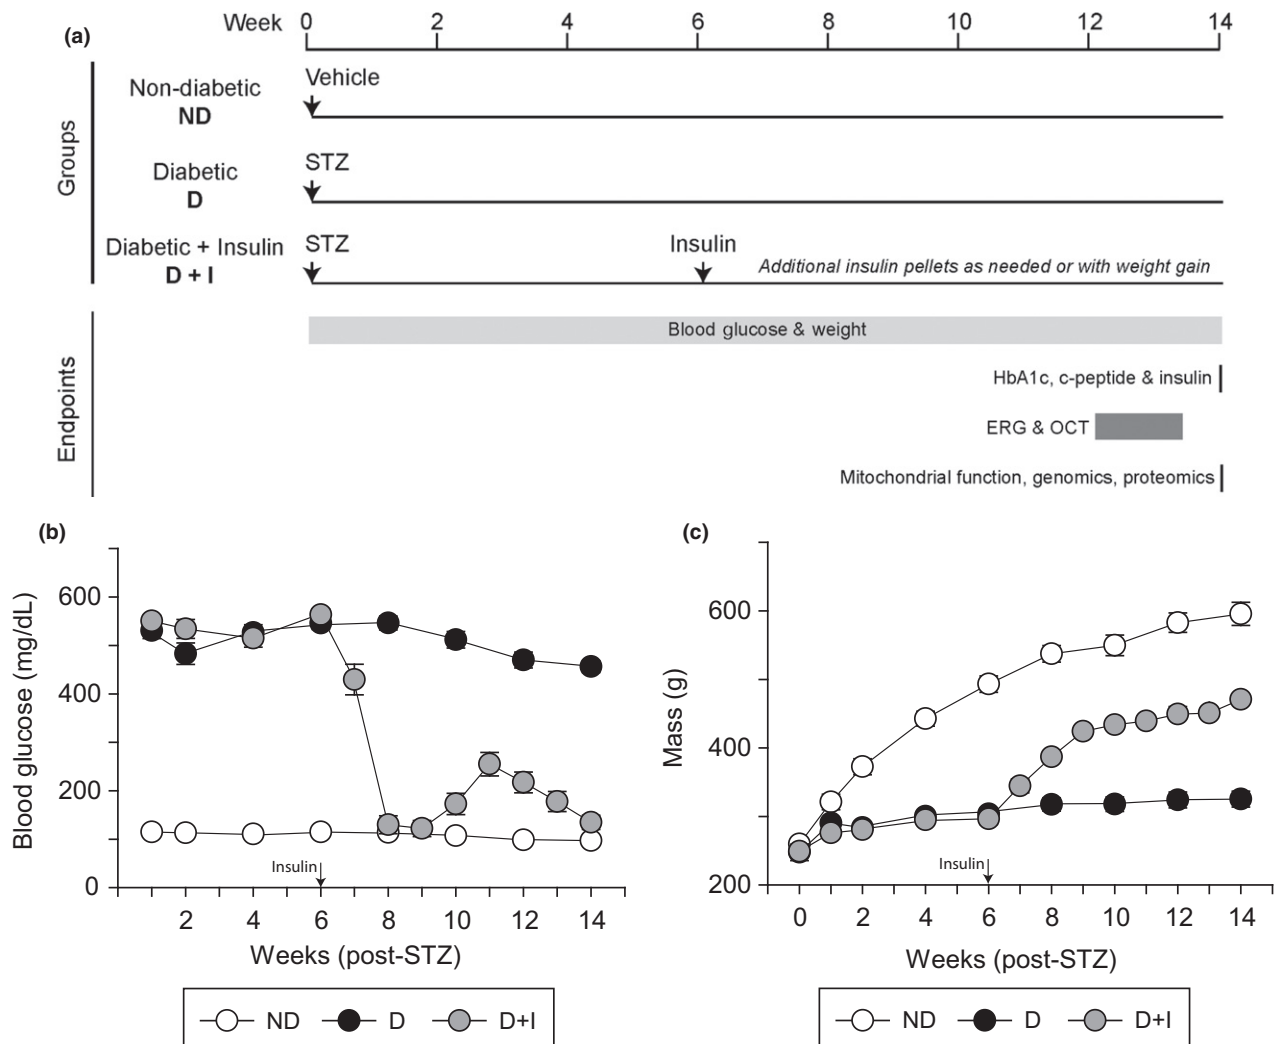 (a)
Week 0 2 4 6 8 10 12 14
Groups
Non-diabetic
ND
Vehicle
Diabetic
D
STZ
Diabetic + Insulin
D + I
STZ
Insulin
Additional insulin pellets as needed or with weight gain
Endpoints
Blood glucose & weight
HbA1c, c-peptide & insulin
ERG & OCT
Mitochondrial function, genomics, proteomics
(b)
Blood glucose (mg/dL)
600
400
200
0
Insulin
2 4 6 8 10 12 14
Weeks (post-STZ)
ND D D+I
(c)
Mass (g)
600
400
200
Insulin
0 2 4 6 8 10 12 14
Weeks (post-STZ)
ND D D+I